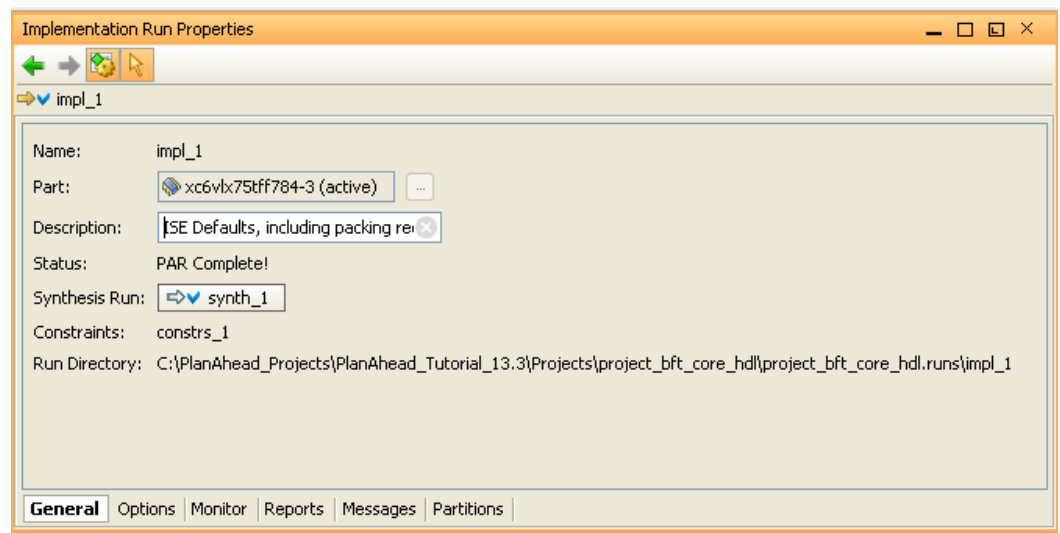 Implementation Run Properties
impl_1
Name: impl_1
Part: xc6vlx75tff784-3 (active) ...
Description: ISE Defaults, including packing
Status: PAR Complete!
Synthesis Run: synth_1
Constraints: constrs_1
Run Directory: C:\PlanAhead_Projects\PlanAhead_Tutorial_13.3\Projects\project_bft_core_hdl\project_bft_core_hdl.runs\impl_1
General Options Monitor Reports Messages Partitions